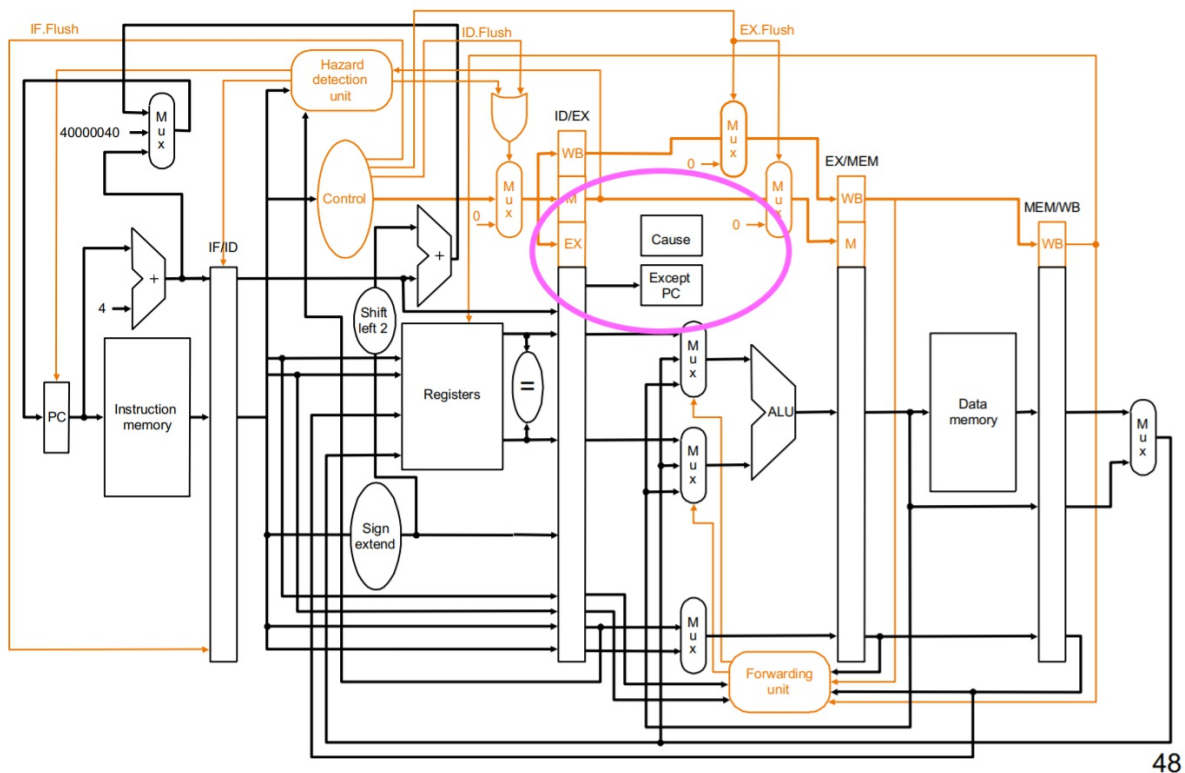 IF.Flush
ID.Flush
EX.Flush
Hazard
detection
unit
M
u
x
40000040
ID/EX
WB
M
u
x
0
EX/MEM
Control
M
u
x
0
M
M
u
x
0
WB
MEM/WB
IF/ID
+
+
EX
Cause
M
WB
Except
PC
4
Shift
left 2
M
u
x
PC
Instruction
memory
Registers
=
ALU
Data
memory
M
u
x
M
u
x
Sign
extend
M
u
x
Forwarding
unit
48